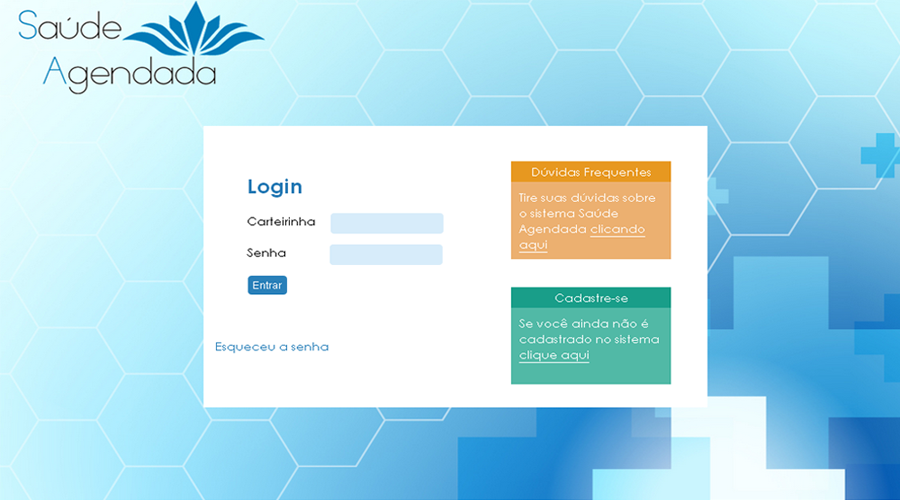 Saúde
Agendada
Login
Carteirinha
Senha
Entrar
Esqueceu a senha
Dúvidas Frequentes
Tire suas dúvidas sobre
o sistema Saúde
Agendada clicando
aqui
Cadastre-se
Se você ainda não é
cadastrado no sistema
clique aqui